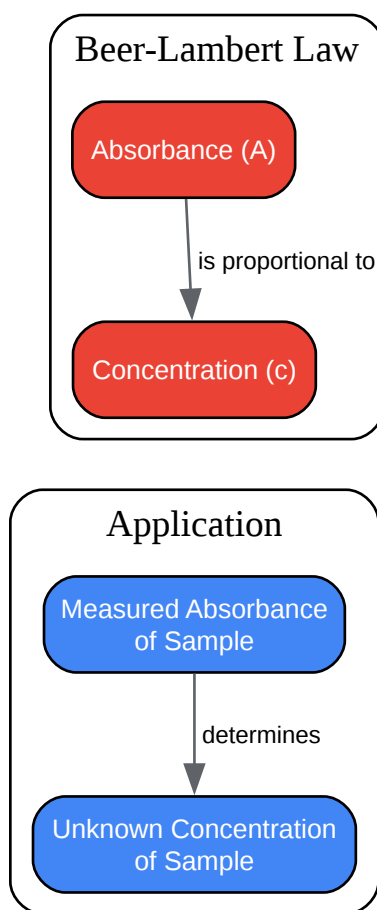 Beer-Lambert Law
Absorbance (A)
is proportional to
Concentration (c)
Application
Measured Absorbance
of Sample
determines
Unknown Concentration
of Sample